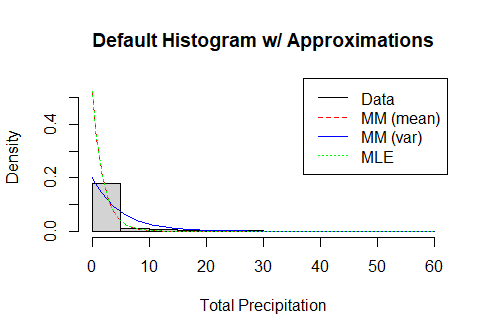 Default Histogram w/ Approximations
Data
MM (mean)
MM (var)
MLE
Density
0.0
0.2
0.4
0 10 20 30 40 50 60
Total Precipitation